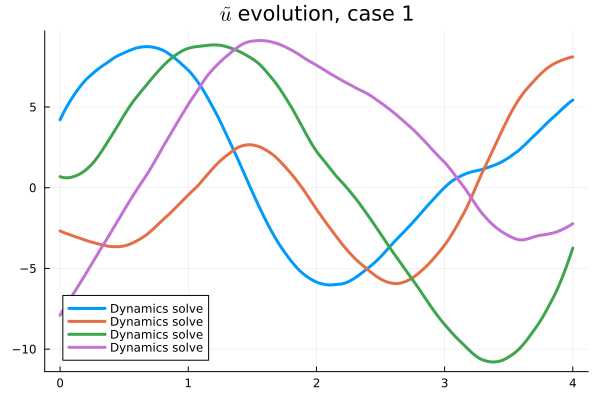 ũ evolution, case 1
5
0
−5
−10
Dynamics solve
Dynamics solve
Dynamics solve
Dynamics solve
0 1 2 3 4